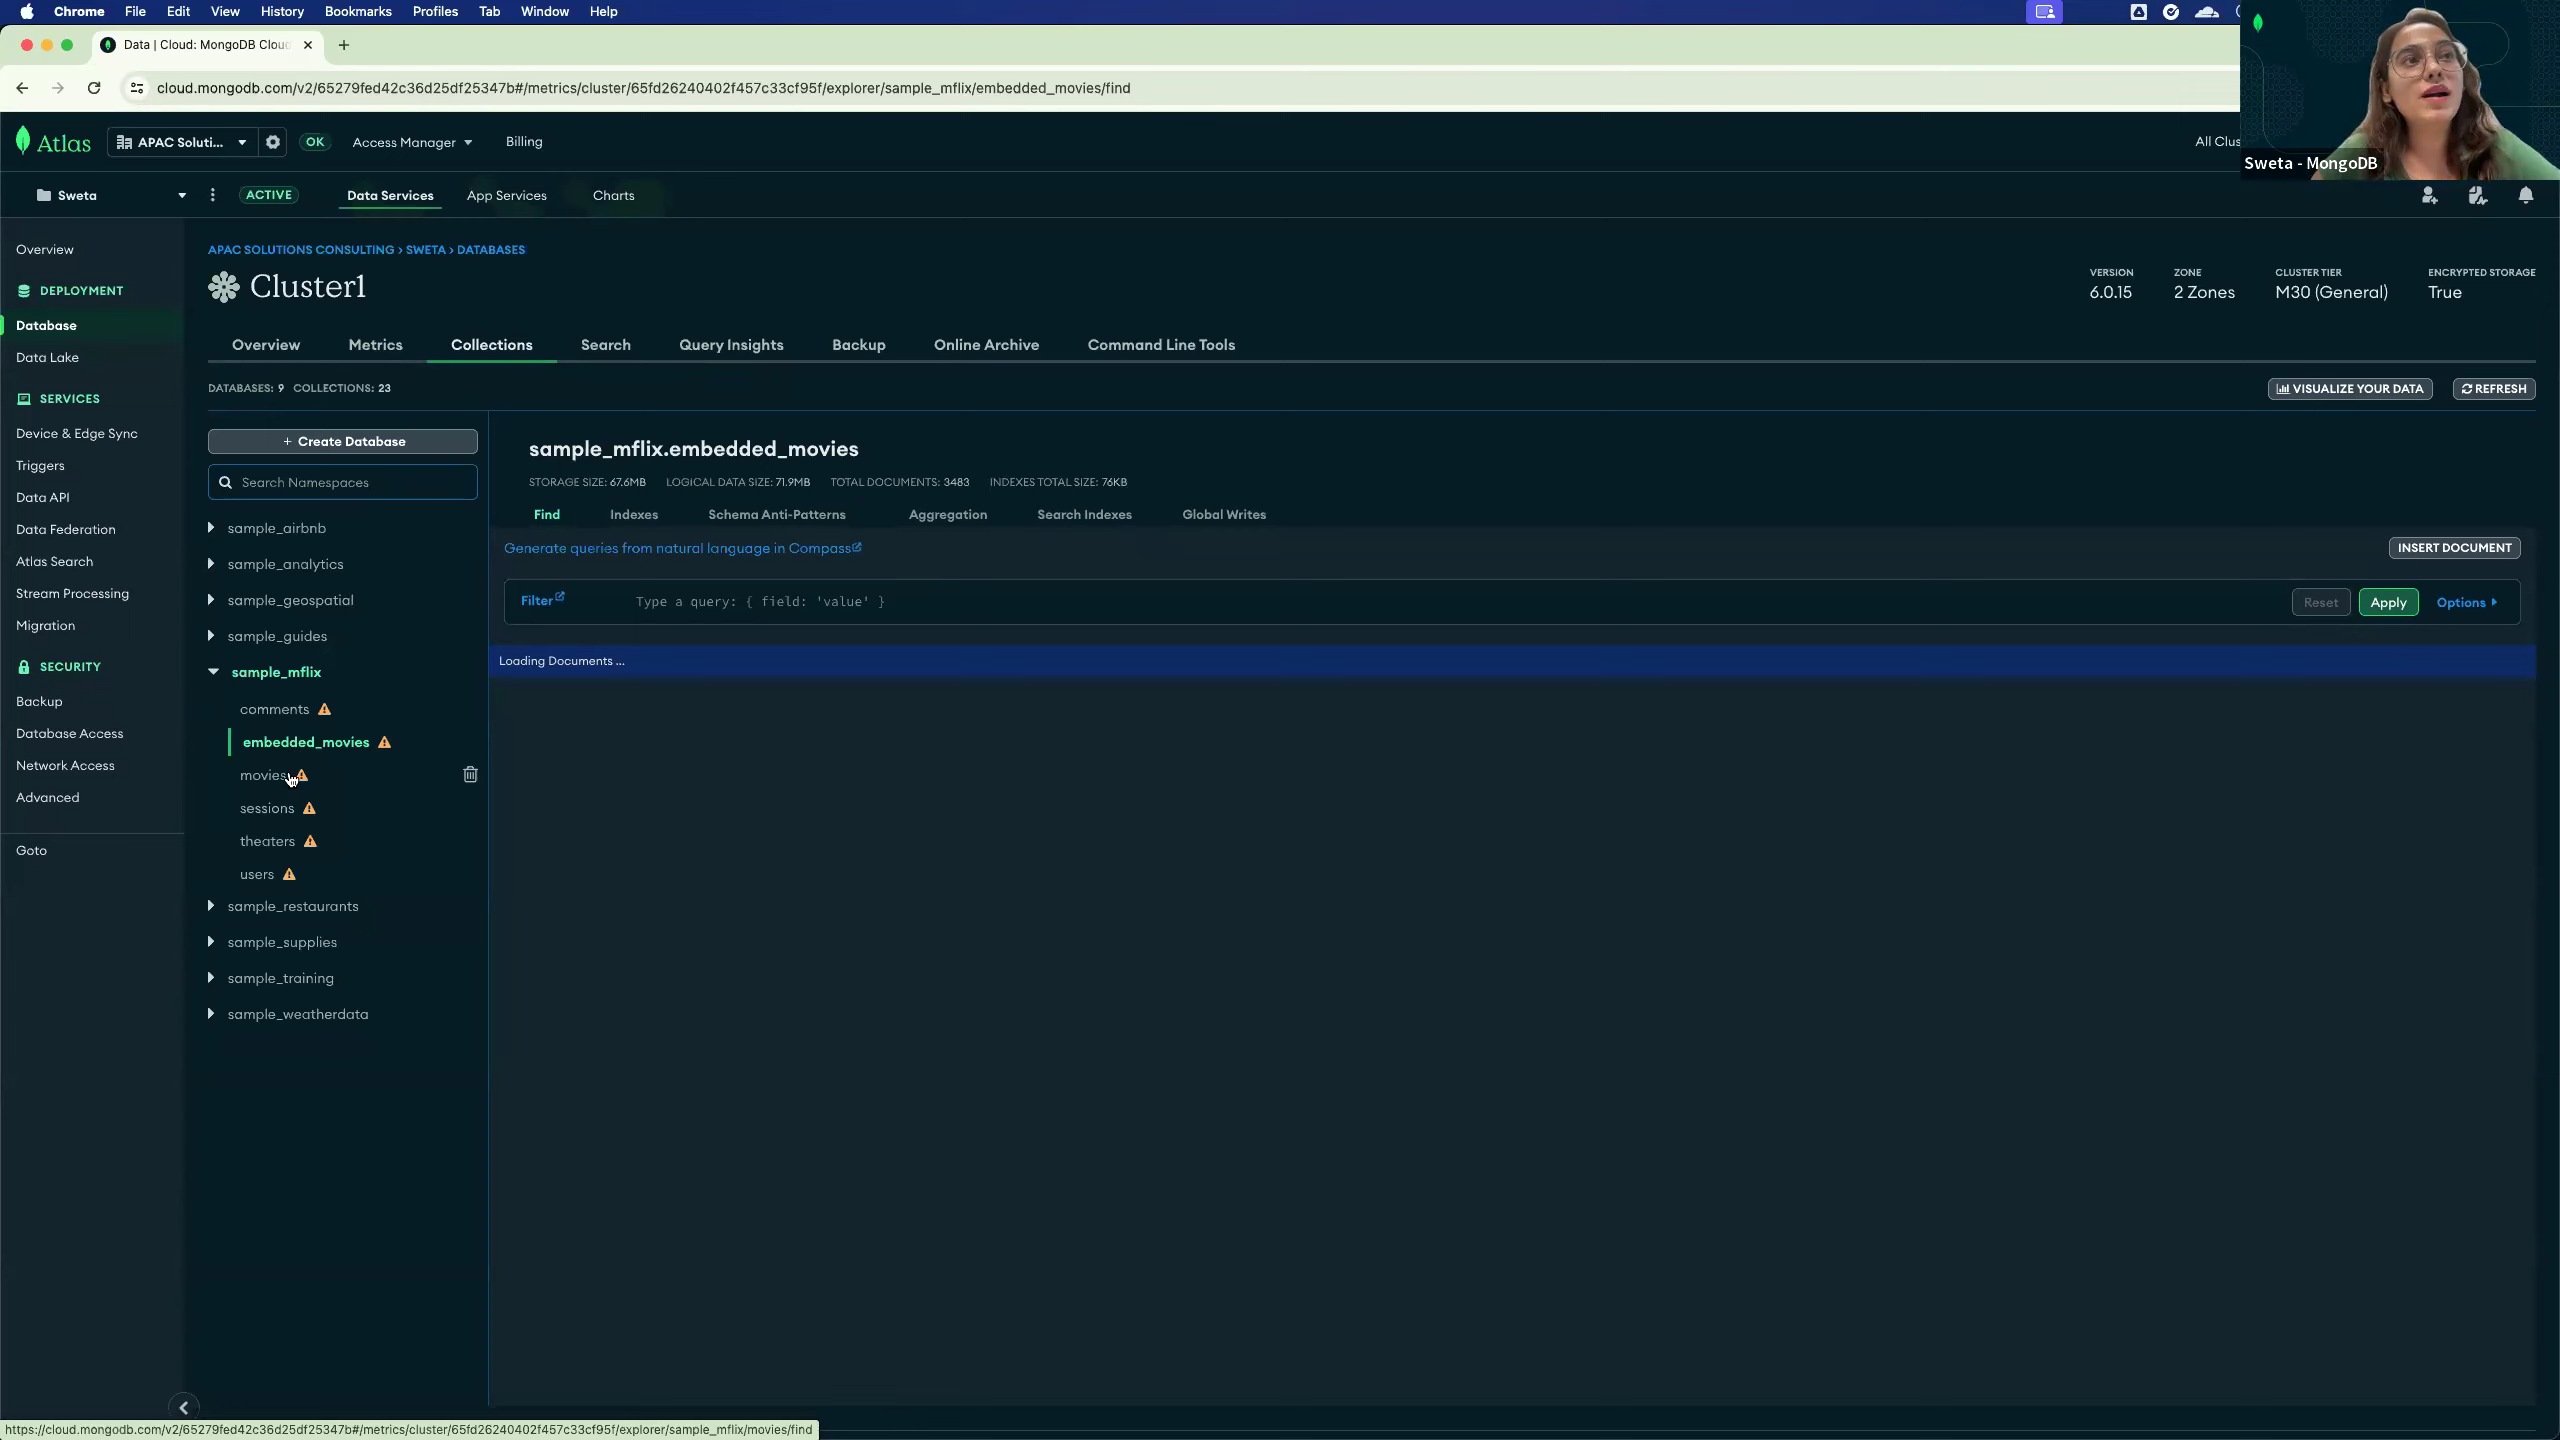 Chrome File Edit View History Bookmarks Profiles Tab Window Help
Data | Cloud: MongoDB Cloud
cloud.mongodb.com/v2/65279fed42c36d25df25347b#/metrics/cluster/65fd26240402f457c33cf95f/explorer/sample_mflix/embedded_movies/find
Atlas APAC Soluti... OK Access Manager Billing All Clus
Sweta - MongoDB
Sweta ACTIVE Data Services App Services Charts
Overview
DEPLOYMENT
Database
Data Lake
SERVICES
Device & Edge Sync
Triggers
Data API
Data Federation
Atlas Search
Stream Processing
Migration
SECURITY
Backup
Database Access
Network Access
Advanced
Goto
APAC SOLUTIONS CONSULTING > SWETA > DATABASES
Cluster1
VERSION ZONE CLUSTER TIER ENCRYPTED STORAGE
6.0.15 2 Zones M30 (General) True
Overview Metrics Collections Search Query Insights Backup Online Archive Command Line Tools
DATABASES: 9 COLLECTIONS: 23
VISUALIZE YOUR DATA REFRESH
+ Create Database
Search Namespaces
sample_airbnb
sample_analytics
sample_geospatial
sample_guides
sample_mflix
comments
embedded_movies
movies
sessions
theaters
users
sample_restaurants
sample_supplies
sample_training
sample_weatherdata
sample_mflix.embedded_movies
STORAGE SIZE: 67.6MB LOGICAL DATA SIZE: 71.9MB TOTAL DOCUMENTS: 3483 INDEXES TOTAL SIZE: 76KB
Find Indexes Schema Anti-Patterns Aggregation Search Indexes Global Writes
Generate queries from natural language in Compass
INSERT DOCUMENT
Filter Type a query: { field: 'value' } Reset Apply Options
Loading Documents ...
https://cloud.mongodb.com/v2/65279fed42c36d25df25347b#/metrics/cluster/65fd26240402f457c33cf95f/explorer/sample_mflix/movies/find